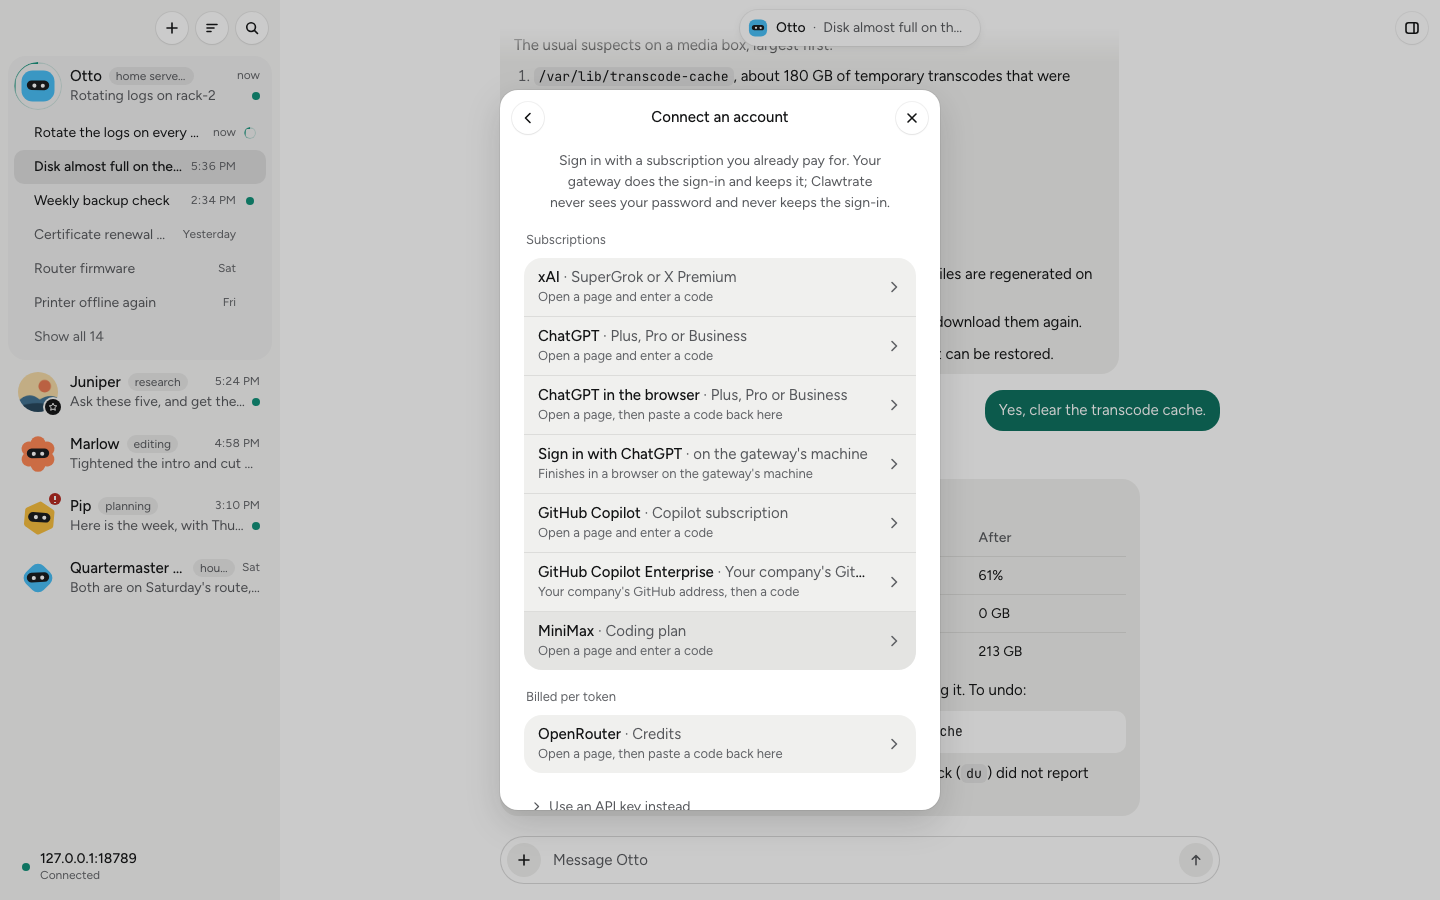 Otto · Disk almost full on th...
Otto home serve... now
Rotating logs on rack-2
Rotate the logs on every ... now
Disk almost full on the... 5:36 PM
Weekly backup check 2:34 PM
Certificate renewal ... Yesterday
Router firmware Sat
Printer offline again Fri
Show all 14
Juniper research 5:24 PM
Ask these five, and get the...
Marlow editing 4:58 PM
Tightened the intro and cut ...
Pip planning 3:10 PM
Here is the week, with Thu...
Quartermaster ... hou... Sat
Both are on Saturday's route,...
127.0.0.1:18789
Connected
The usual suspects on a media box, largest first:
1. /var/lib/transcode-cache, about 180 GB of temporary transcodes that were
Connect an account
Sign in with a subscription you already pay for. Your
gateway does the sign-in and keeps it; Clawtrate
never sees your password and never keeps the sign-in.
Subscriptions
xAI · SuperGrok or X Premium
Open a page and enter a code
ChatGPT · Plus, Pro or Business
Open a page and enter a code
ChatGPT in the browser · Plus, Pro or Business
Open a page, then paste a code back here
Sign in with ChatGPT · on the gateway's machine
Finishes in a browser on the gateway's machine
GitHub Copilot · Copilot subscription
Open a page and enter a code
GitHub Copilot Enterprise · Your company's Git...
Your company's GitHub address, then a code
MiniMax · Coding plan
Open a page and enter a code
Billed per token
OpenRouter · Credits
Open a page, then paste a code back here
Use an API key instead
are regenerated on
download them again.
can be restored.
Yes, clear the transcode cache.
After
61%
0 GB
213 GB
it. To undo:
(du) did not report
Message Otto